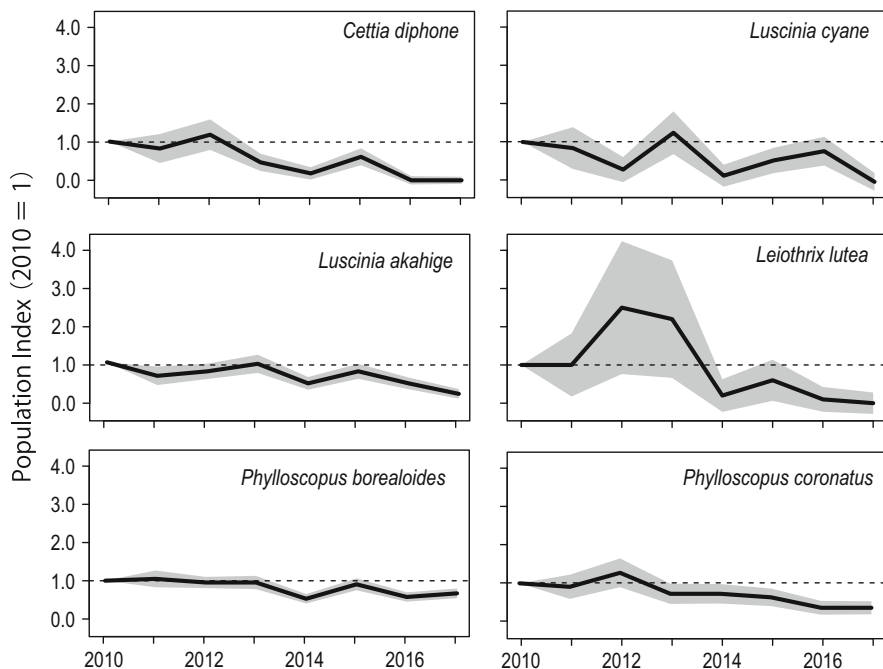 Population Index (2010 = 1)
4.0
3.0
2.0
1.0
0.0
Cettia diphone
Luscinia cyane
4.0
3.0
2.0
1.0
0.0
Luscinia akahige
Leiothrix lutea
4.0
3.0
2.0
1.0
0.0
Phylloscopus borealoides
Phylloscopus coronatus
2010 2012 2014 2016
2010 2012 2014 2016